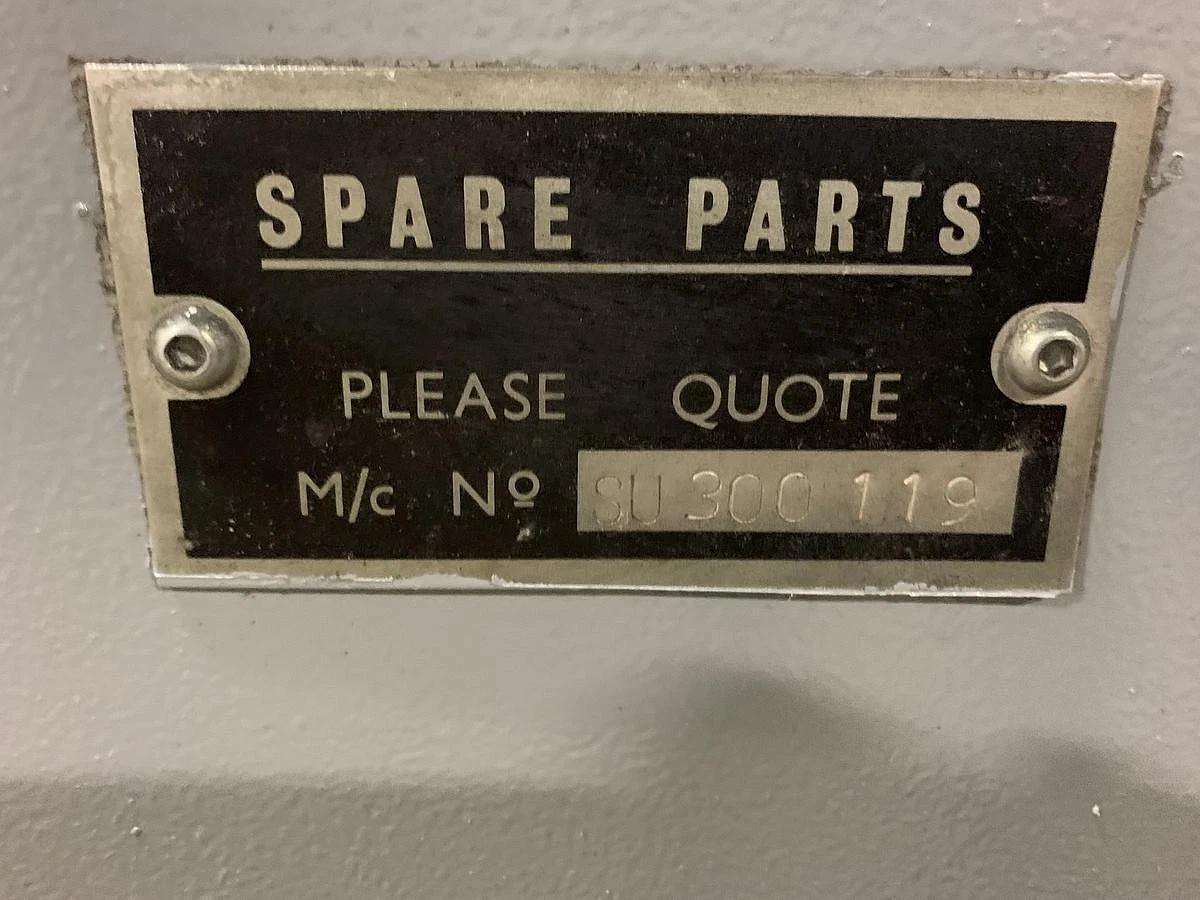 SPARE PARTS
PLEASE QUOTE
M/c Nº SU 300 119